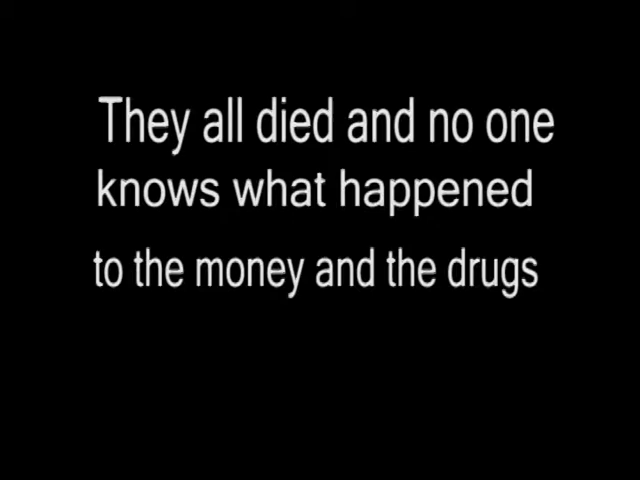 They all died and no one
knows what happened
to the money and the drugs